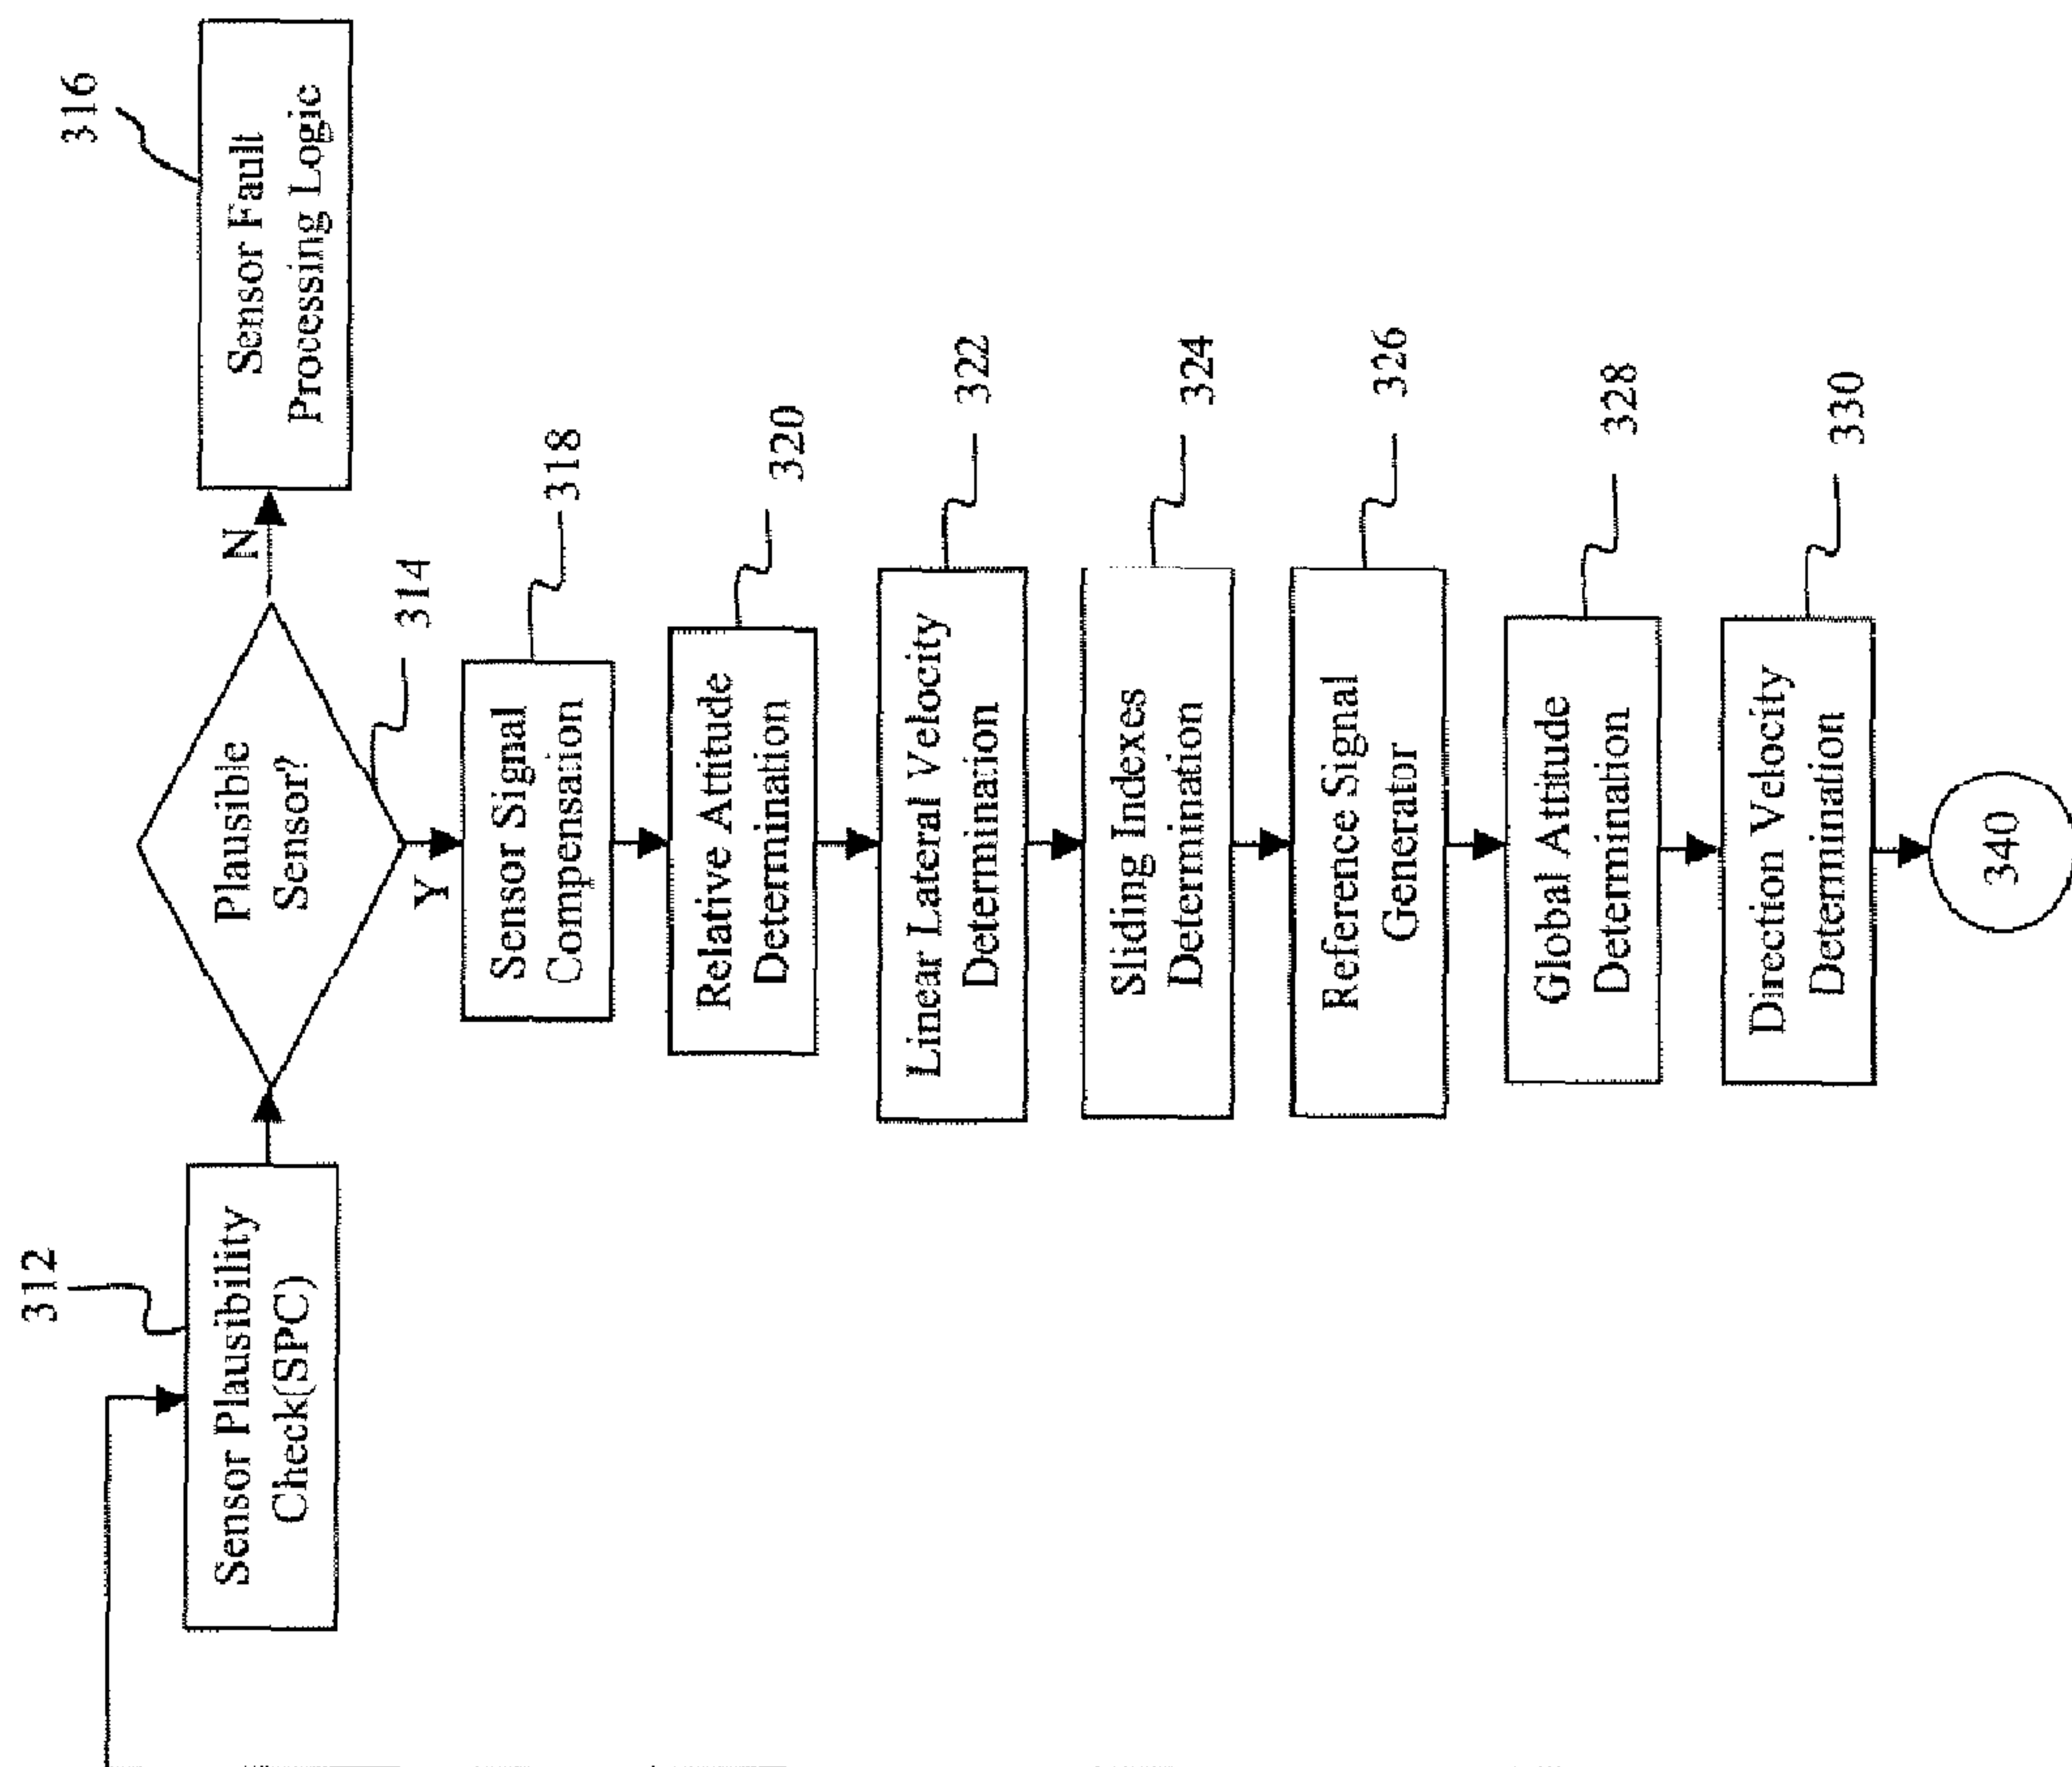 312
Sensor Plausibility
Check(SPC)
Plausible
Sensor?
314
N
316
Sensor Fault
Processing Logic
Y
Sensor Signal
Compensation
318
Relative Attitude
Determination
320
Linear Lateral Velocity
Determination
322
Sliding Indexes
Determination
324
Reference Signal
Generator
326
Global Attitude
Determination
328
Direction Velocity
Determination
330
340